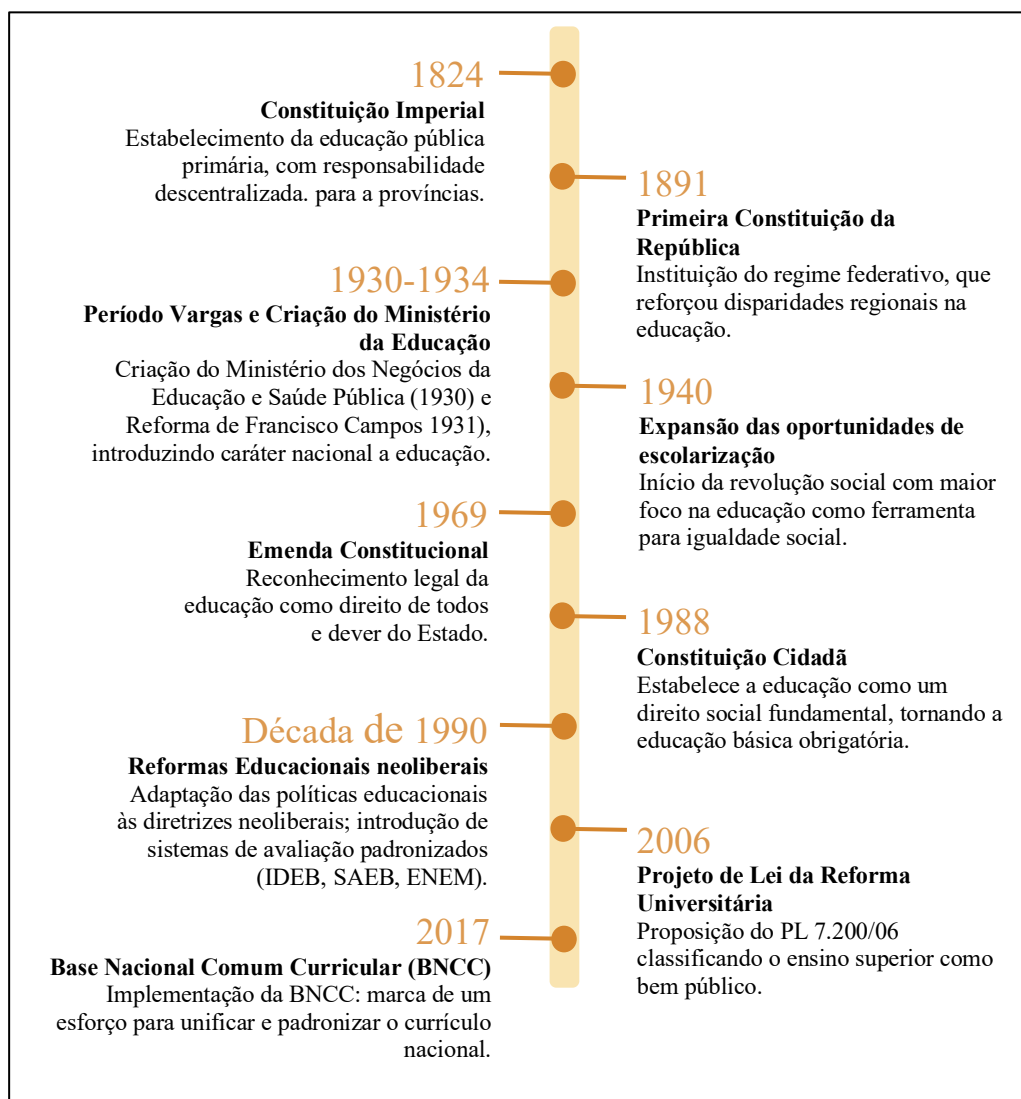 1824
Constituição Imperial
Estabelecimento da educação pública
primária, com responsabilidade
descentralizada. para a províncias.
1891
Primeira Constituição da
República
Instituição do regime federativo, que
reforçou disparidades regionais na
educação.
1930-1934
Período Vargas e Criação do Ministério
da Educação
Criação do Ministério dos Negócios da
Educação e Saúde Pública (1930) e
Reforma de Francisco Campos 1931),
introduzindo caráter nacional a educação.
1940
Expansão das oportunidades de
escolarização
Início da revolução social com maior
foco na educação como ferramenta
para igualdade social.
1969
Emenda Constitucional
Reconhecimento legal da
educação como direito de todos
e dever do Estado.
1988
Constituição Cidadã
Estabelece a educação como um
direito social fundamental, tornando a
educação básica obrigatória.
Década de 1990
Reformas Educacionais neoliberais
Adaptação das políticas educacionais
às diretrizes neoliberais; introdução de
sistemas de avaliação padronizados
(IDEB, SAEB, ENEM).
2006
Projeto de Lei da Reforma
Universitária
Proposição do PL 7.200/06
classificando o ensino superior como
bem público.
2017
Base Nacional Comum Curricular (BNCC)
Implementação da BNCC: marca de um
esforço para unificar e padronizar o currículo
nacional.